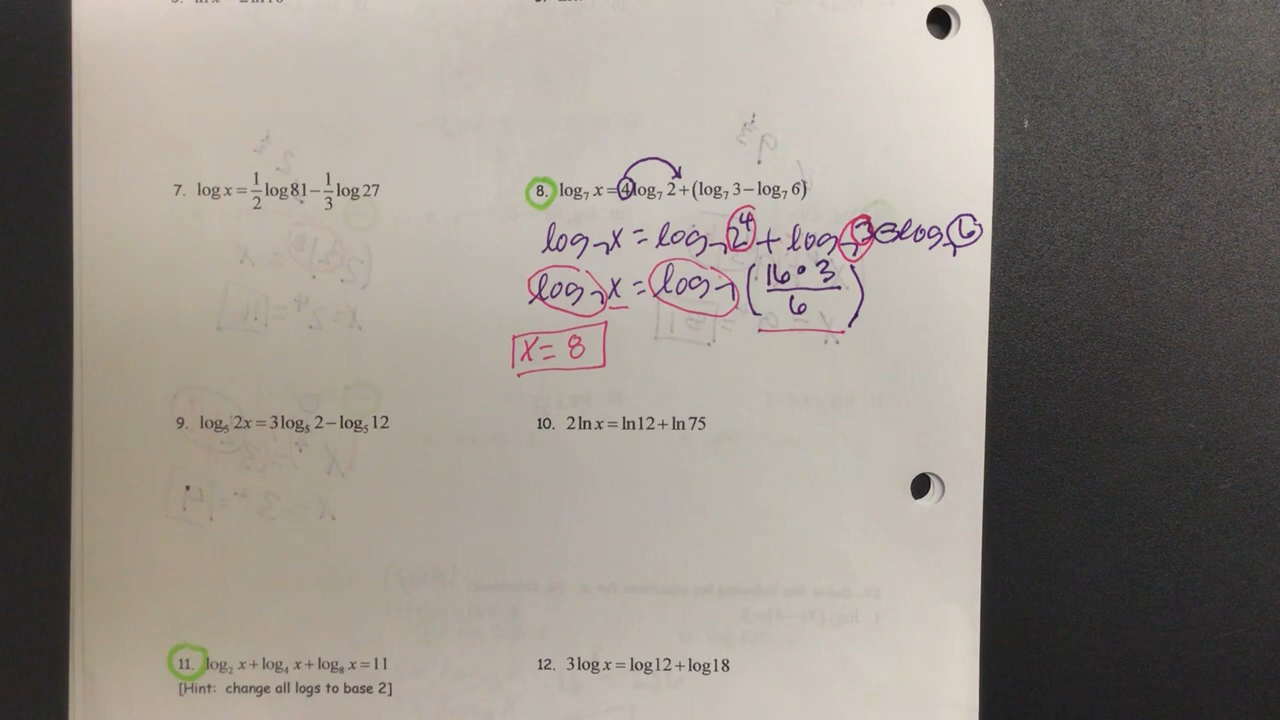 7. log x = 1/2 log 81 − 1/3 log 27
8. log₇ x = 4 log₇ 2 + (log₇ 3 − log₇ 6)
log₇ x = log₇ 2⁴ + log₇ 3 − log₇ 6
log₇ x = log₇ (16 • 3 / 6)
x = 8
9. log₅ 2x = 3 log₅ 2 − log₅ 12
10. 2 ln x = ln 12 + ln 75
11. log₂ x + log₄ x + log₈ x = 11
[Hint: change all logs to base 2]
12. 3 log x = log 12 + log 18